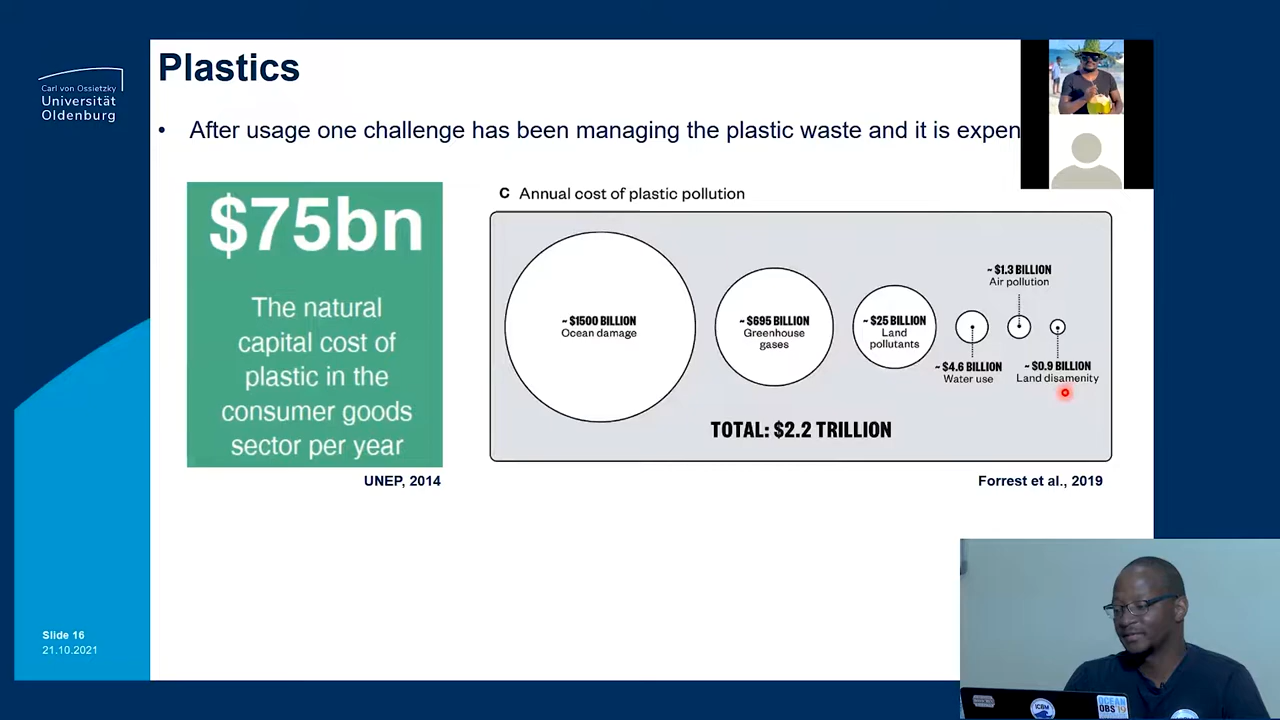 Carl von Ossietzky
Universität
Oldenburg
Plastics
• After usage one challenge has been managing the plastic waste and it is expen
$75bn
The natural
capital cost of
plastic in the
consumer goods
sector per year
UNEP, 2014
C Annual cost of plastic pollution
~ $1500 BILLION
Ocean damage
~ $695 BILLION
Greenhouse
gases
~ $25 BILLION
Land
pollutants
~ $4.6 BILLION
Water use
~ $1.3 BILLION
Air pollution
~ $0.9 BILLION
Land disamenity
TOTAL: $2.2 TRILLION
Forrest et al., 2019
Slide 16
21.10.2021
ICBM
OCEAN
OBS'19